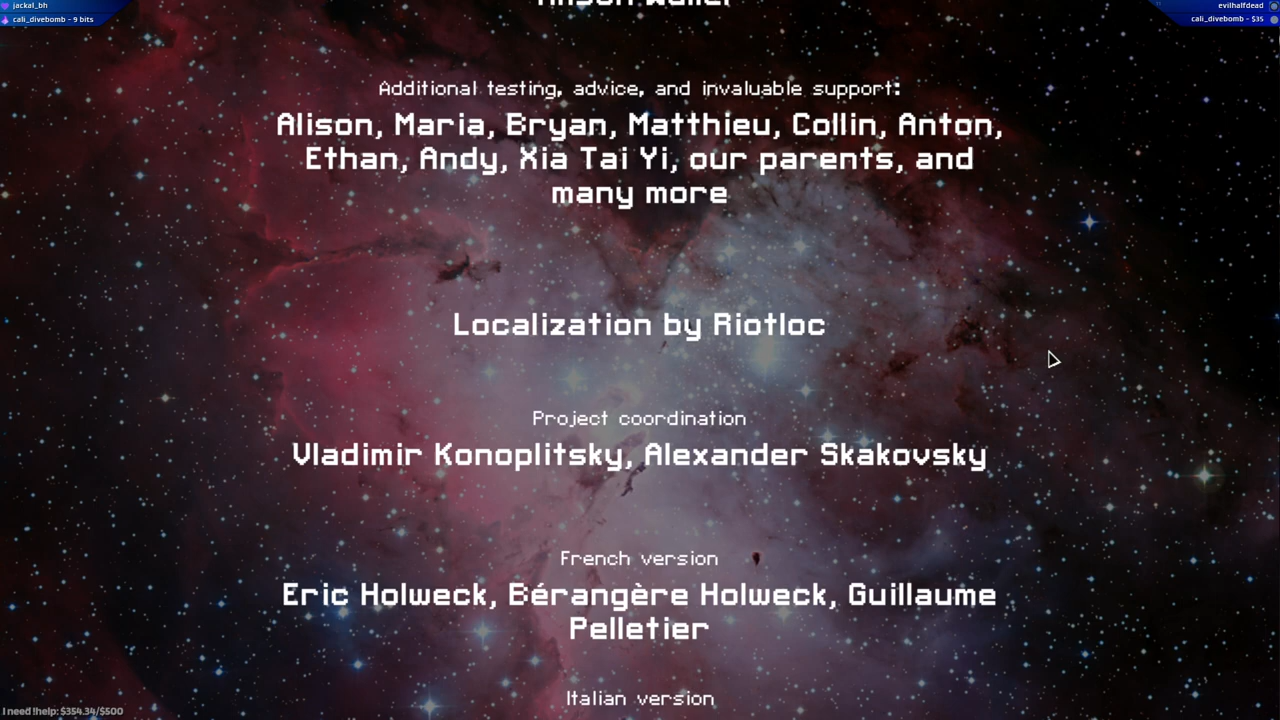 jackal_bh
cali_divebomb - 9 bits
evilhalfdead
cali_divebomb - $35
Additional testing, advice, and invaluable support:
Alison, Maria, Bryan, Matthieu, Collin, Anton,
Ethan, Andy, Xia Tai Yi, our parents, and
many more
Localization by Riotloc
Project coordination
Vladimir Konoplitsky, Alexander Skakovsky
French version
Eric Holweck, Bérangère Holweck, Guillaume
Pelletier
Italian version
I need !help: $354.34/$500